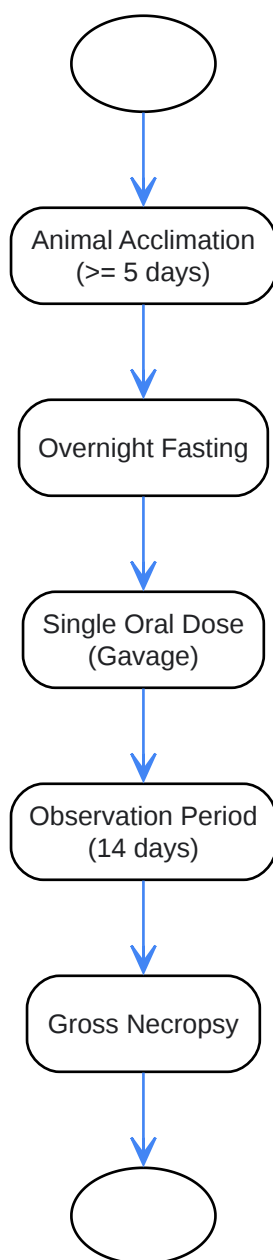 Animal Acclimation
(>= 5 days)
Overnight Fasting
Single Oral Dose
(Gavage)
Observation Period
(14 days)
Gross Necropsy